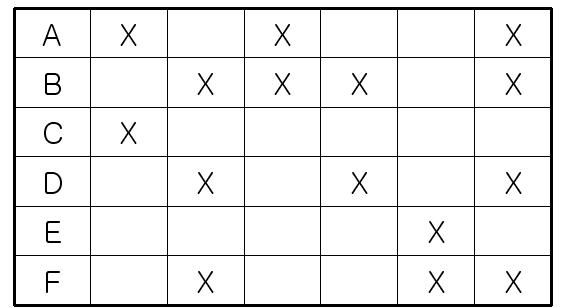 A X X X
B X X X X
C X
D X X X
E X
F X X X